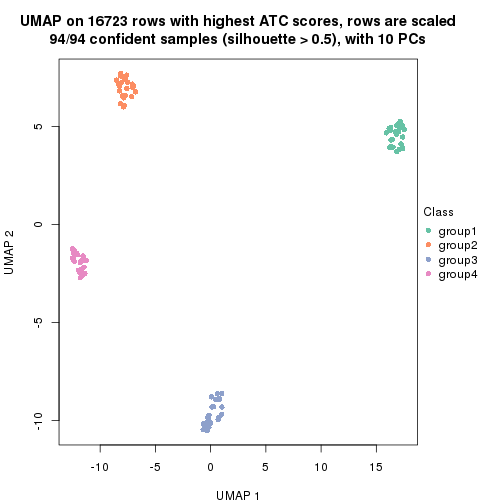 UMAP on 16723 rows with highest ATC scores, rows are scaled
94/94 confident samples (silhouette > 0.5), with 10 PCs
5
0
-5
-10
UMAP 2
-10
-5
0
5
10
15
UMAP 1
Class
group1
group2
group3
group4